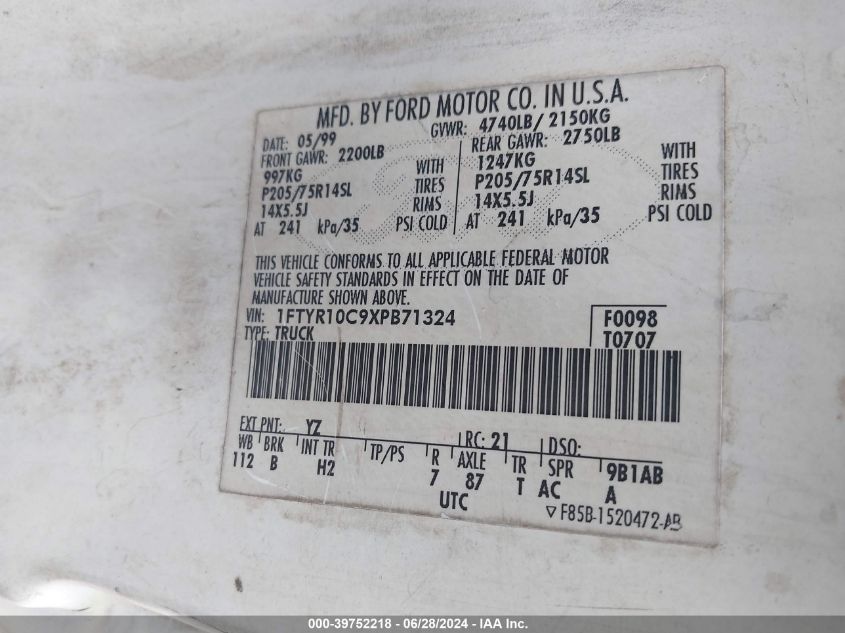 MFD. BY FORD MOTOR CO. IN U.S.A.
DATE: 05/99 GVWR: 4740LB/ 2150KG
FRONT GAWR: 2200LB REAR GAWR: 2750LB
997KG WITH 1247KG WITH
P205/75R14SL TIRES P205/75R14SL TIRES
14X5.5J RIMS 14X5.5J RIMS
AT 241 kPa/35 PSI COLD AT 241 kPa/35 PSI COLD
THIS VEHICLE CONFORMS TO ALL APPLICABLE FEDERAL MOTOR
VEHICLE SAFETY STANDARDS IN EFFECT ON THE DATE OF
MANUFACTURE SHOWN ABOVE.
VIN: 1FTYR10C9XPB71324 F0098
TYPE: TRUCK T0707
EXT PNT: YZ RC: 21 DSO:
WB BRK INT TR TP/PS R AXLE TR SPR 9B1AB
112 B H2 7 87 T AC A
UTC
▽ F85B-1520472-AB
000-39752218 - 06/28/2024 - IAA Inc.